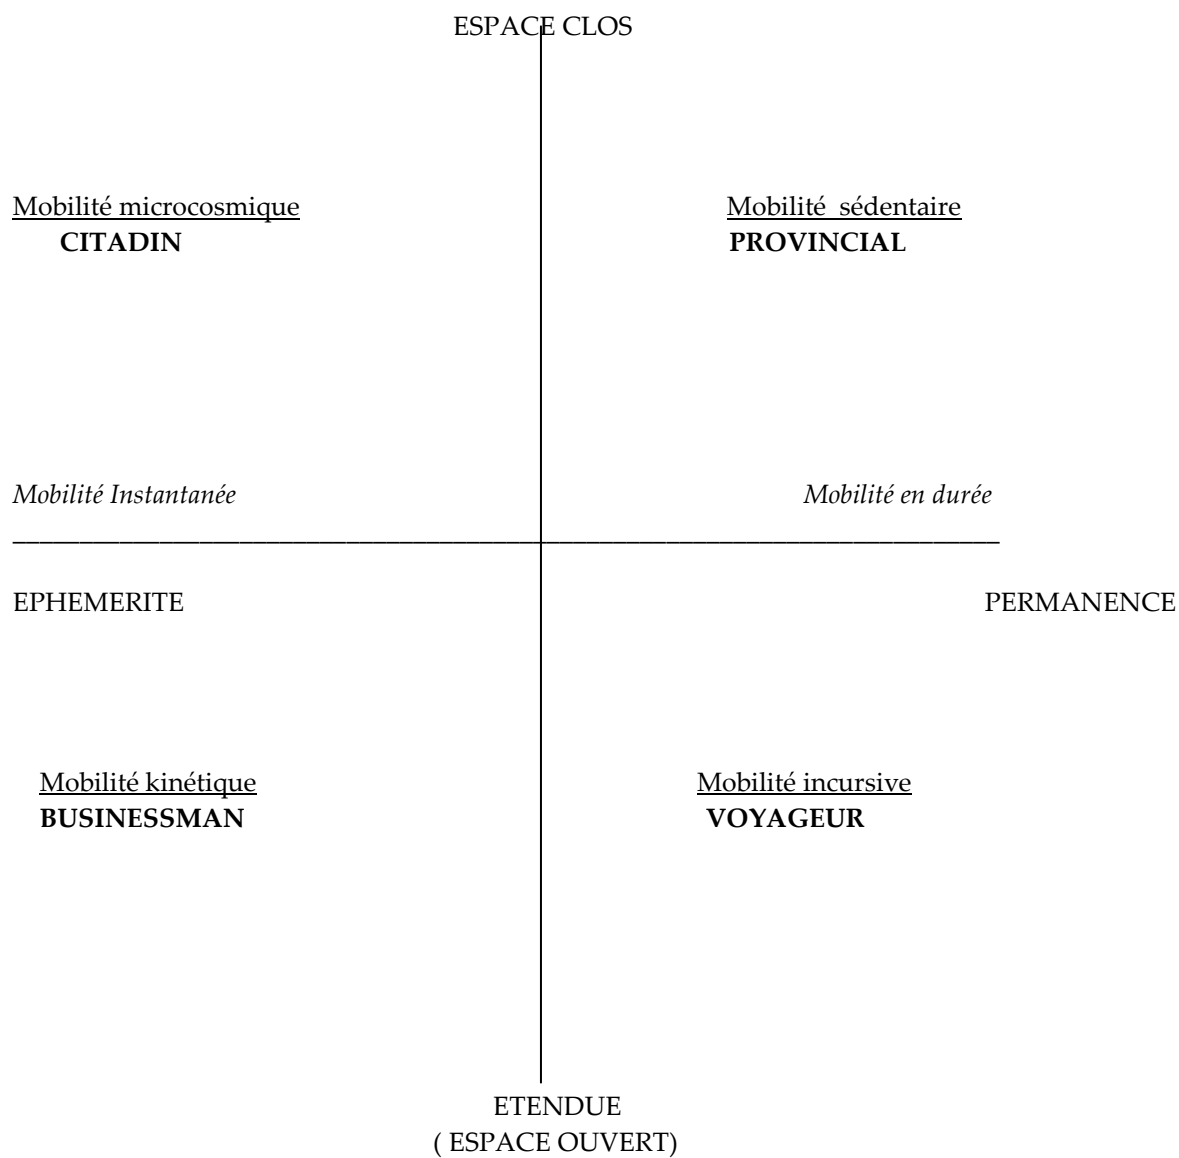 ESPACE CLOS
Mobilité microcosmique Mobilité sédentaire
CITADIN PROVINCIAL
Mobilité Instantanée Mobilité en durée
EPHEMERITE PERMANENCE
Mobilité kinétique Mobilité incursive
BUSINESSMAN VOYAGEUR
ETENDUE
( ESPACE OUVERT)